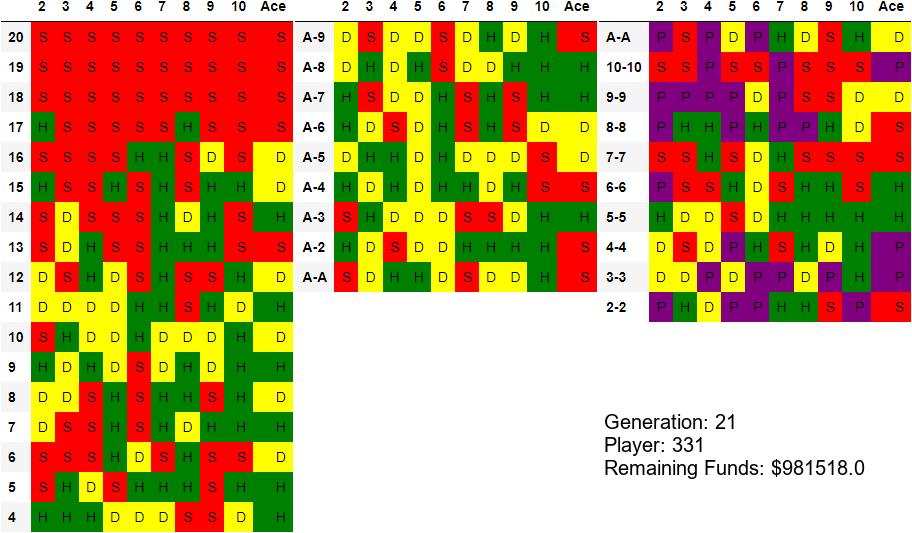 2 3 4 5 6 7 8 9 10 Ace
20 S S S S S S S S S S
19 S S S S S S S S S S
18 S S S S S S S S S S
17 H S S S S S H S S S
16 S S S S H H S D S D
15 H S S H S S H H H D
14 S D S S S H D H S H
13 S D H S S H H H S S
12 D S H D S H S S H D
11 D D D D H H S H D H
10 S H D D H D D D H D
9 H D H D S D H D H H
8 D D S H S H H S H D
7 D S S H S H D H H H
6 S S S H D S H S S D
5 S H D S H H H S H H
4 H H H D D D S S D H
2 3 4 5 6 7 8 9 10 Ace
A-9 D S D D S D H D H S
A-8 D H D H S D D H H H
A-7 H S D D H S H S H H
A-6 H D S D H S H S D D
A-5 D H H D H D D D S D
A-4 H D H D H H D H S S
A-3 S H D D D S S D H H
A-2 H D S D D H H H H S
A-A S D H H D S D D H S
2 3 4 5 6 7 8 9 10 Ace
A-A P S P D P H D S H D
10-10 S S P S S P S S S P
9-9 P P P P D P S S D D
8-8 P H H P H P P H D S
7-7 S S H S D H S S S S
6-6 P S S H D S H H S H
5-5 H D D S D H H H H H
4-4 D S D P H S H D H P
3-3 D D P D P P D P H P
2-2 P H D P P H H S P S
Generation: 21
Player: 331
Remaining Funds: $981518.0